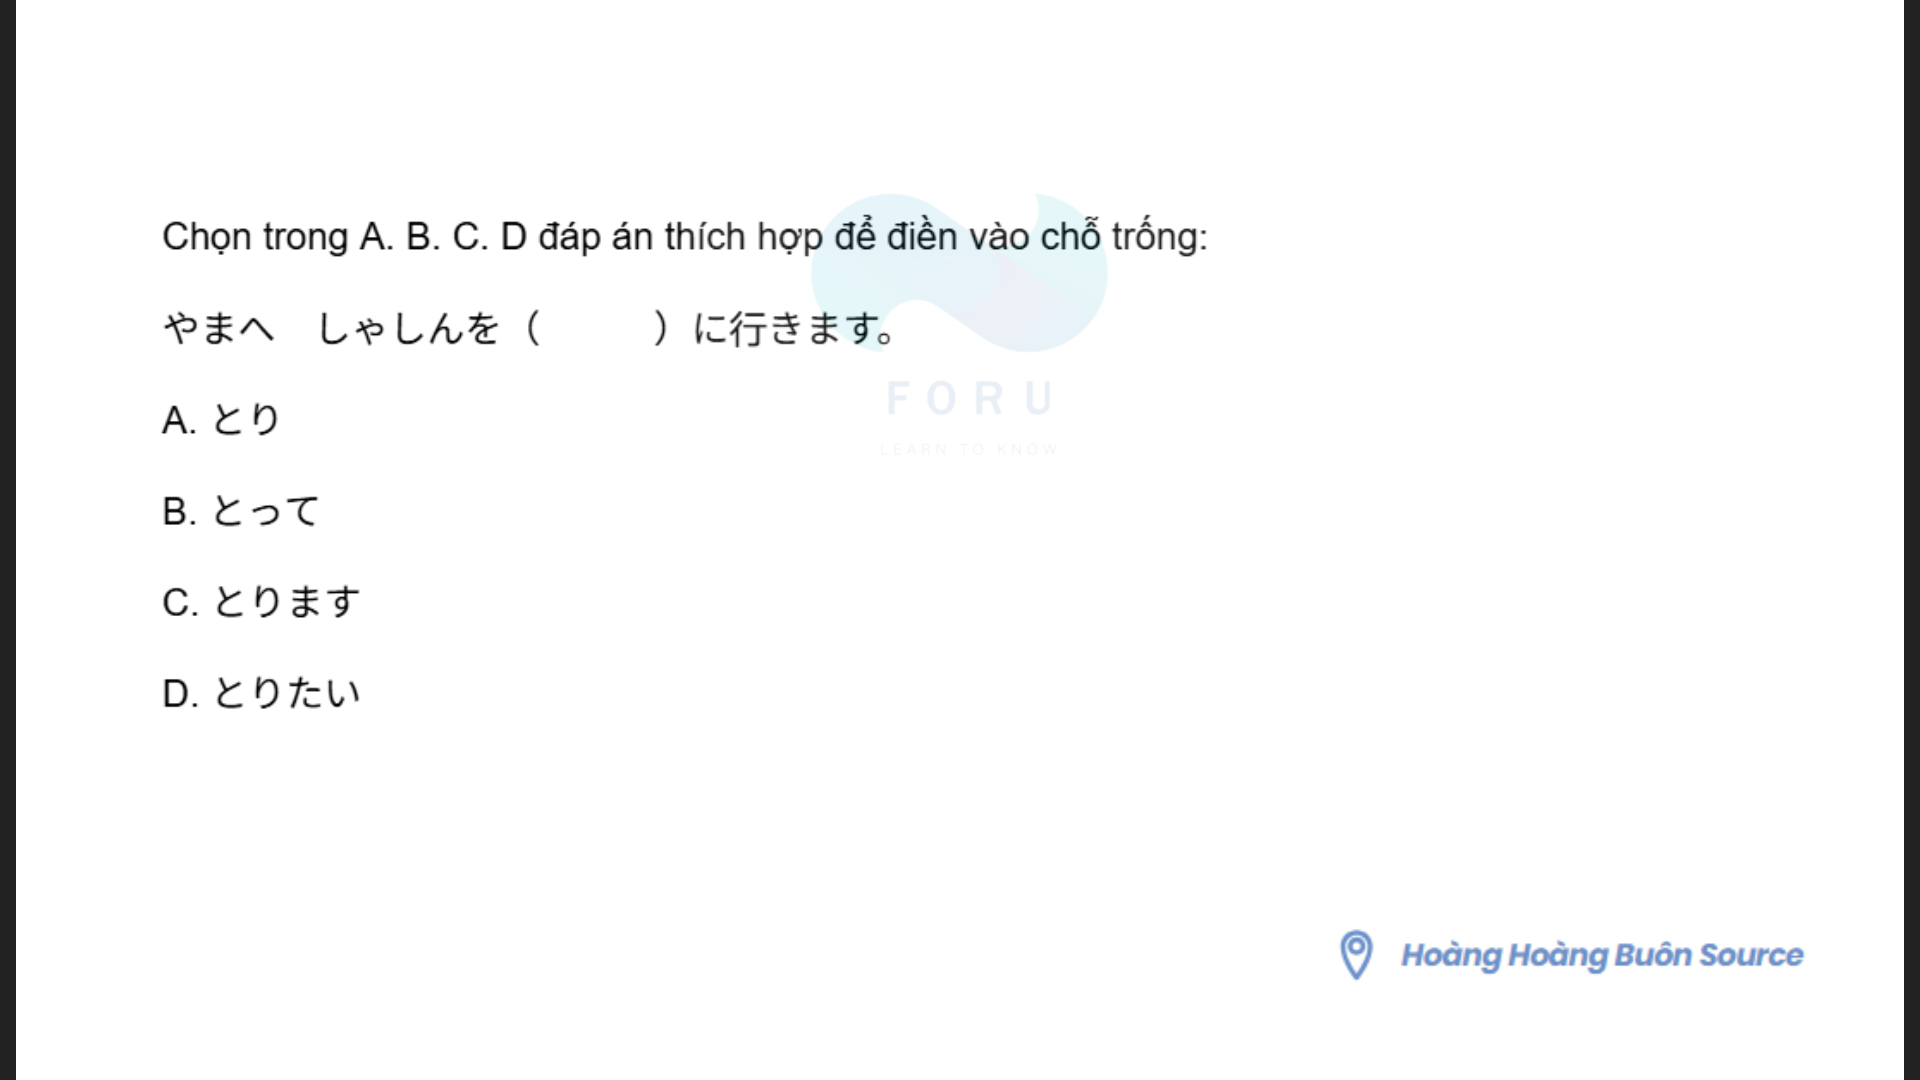 Chọn trong A. B. C. D đáp án thích hợp để điền vào chỗ trống:
やまへ　しゃしんを（　　　）に行きます。
FORU
LEARN TO KNOW
A. とり
B. とって
C. とります
D. とりたい
Hoàng Hoàng Buôn Source